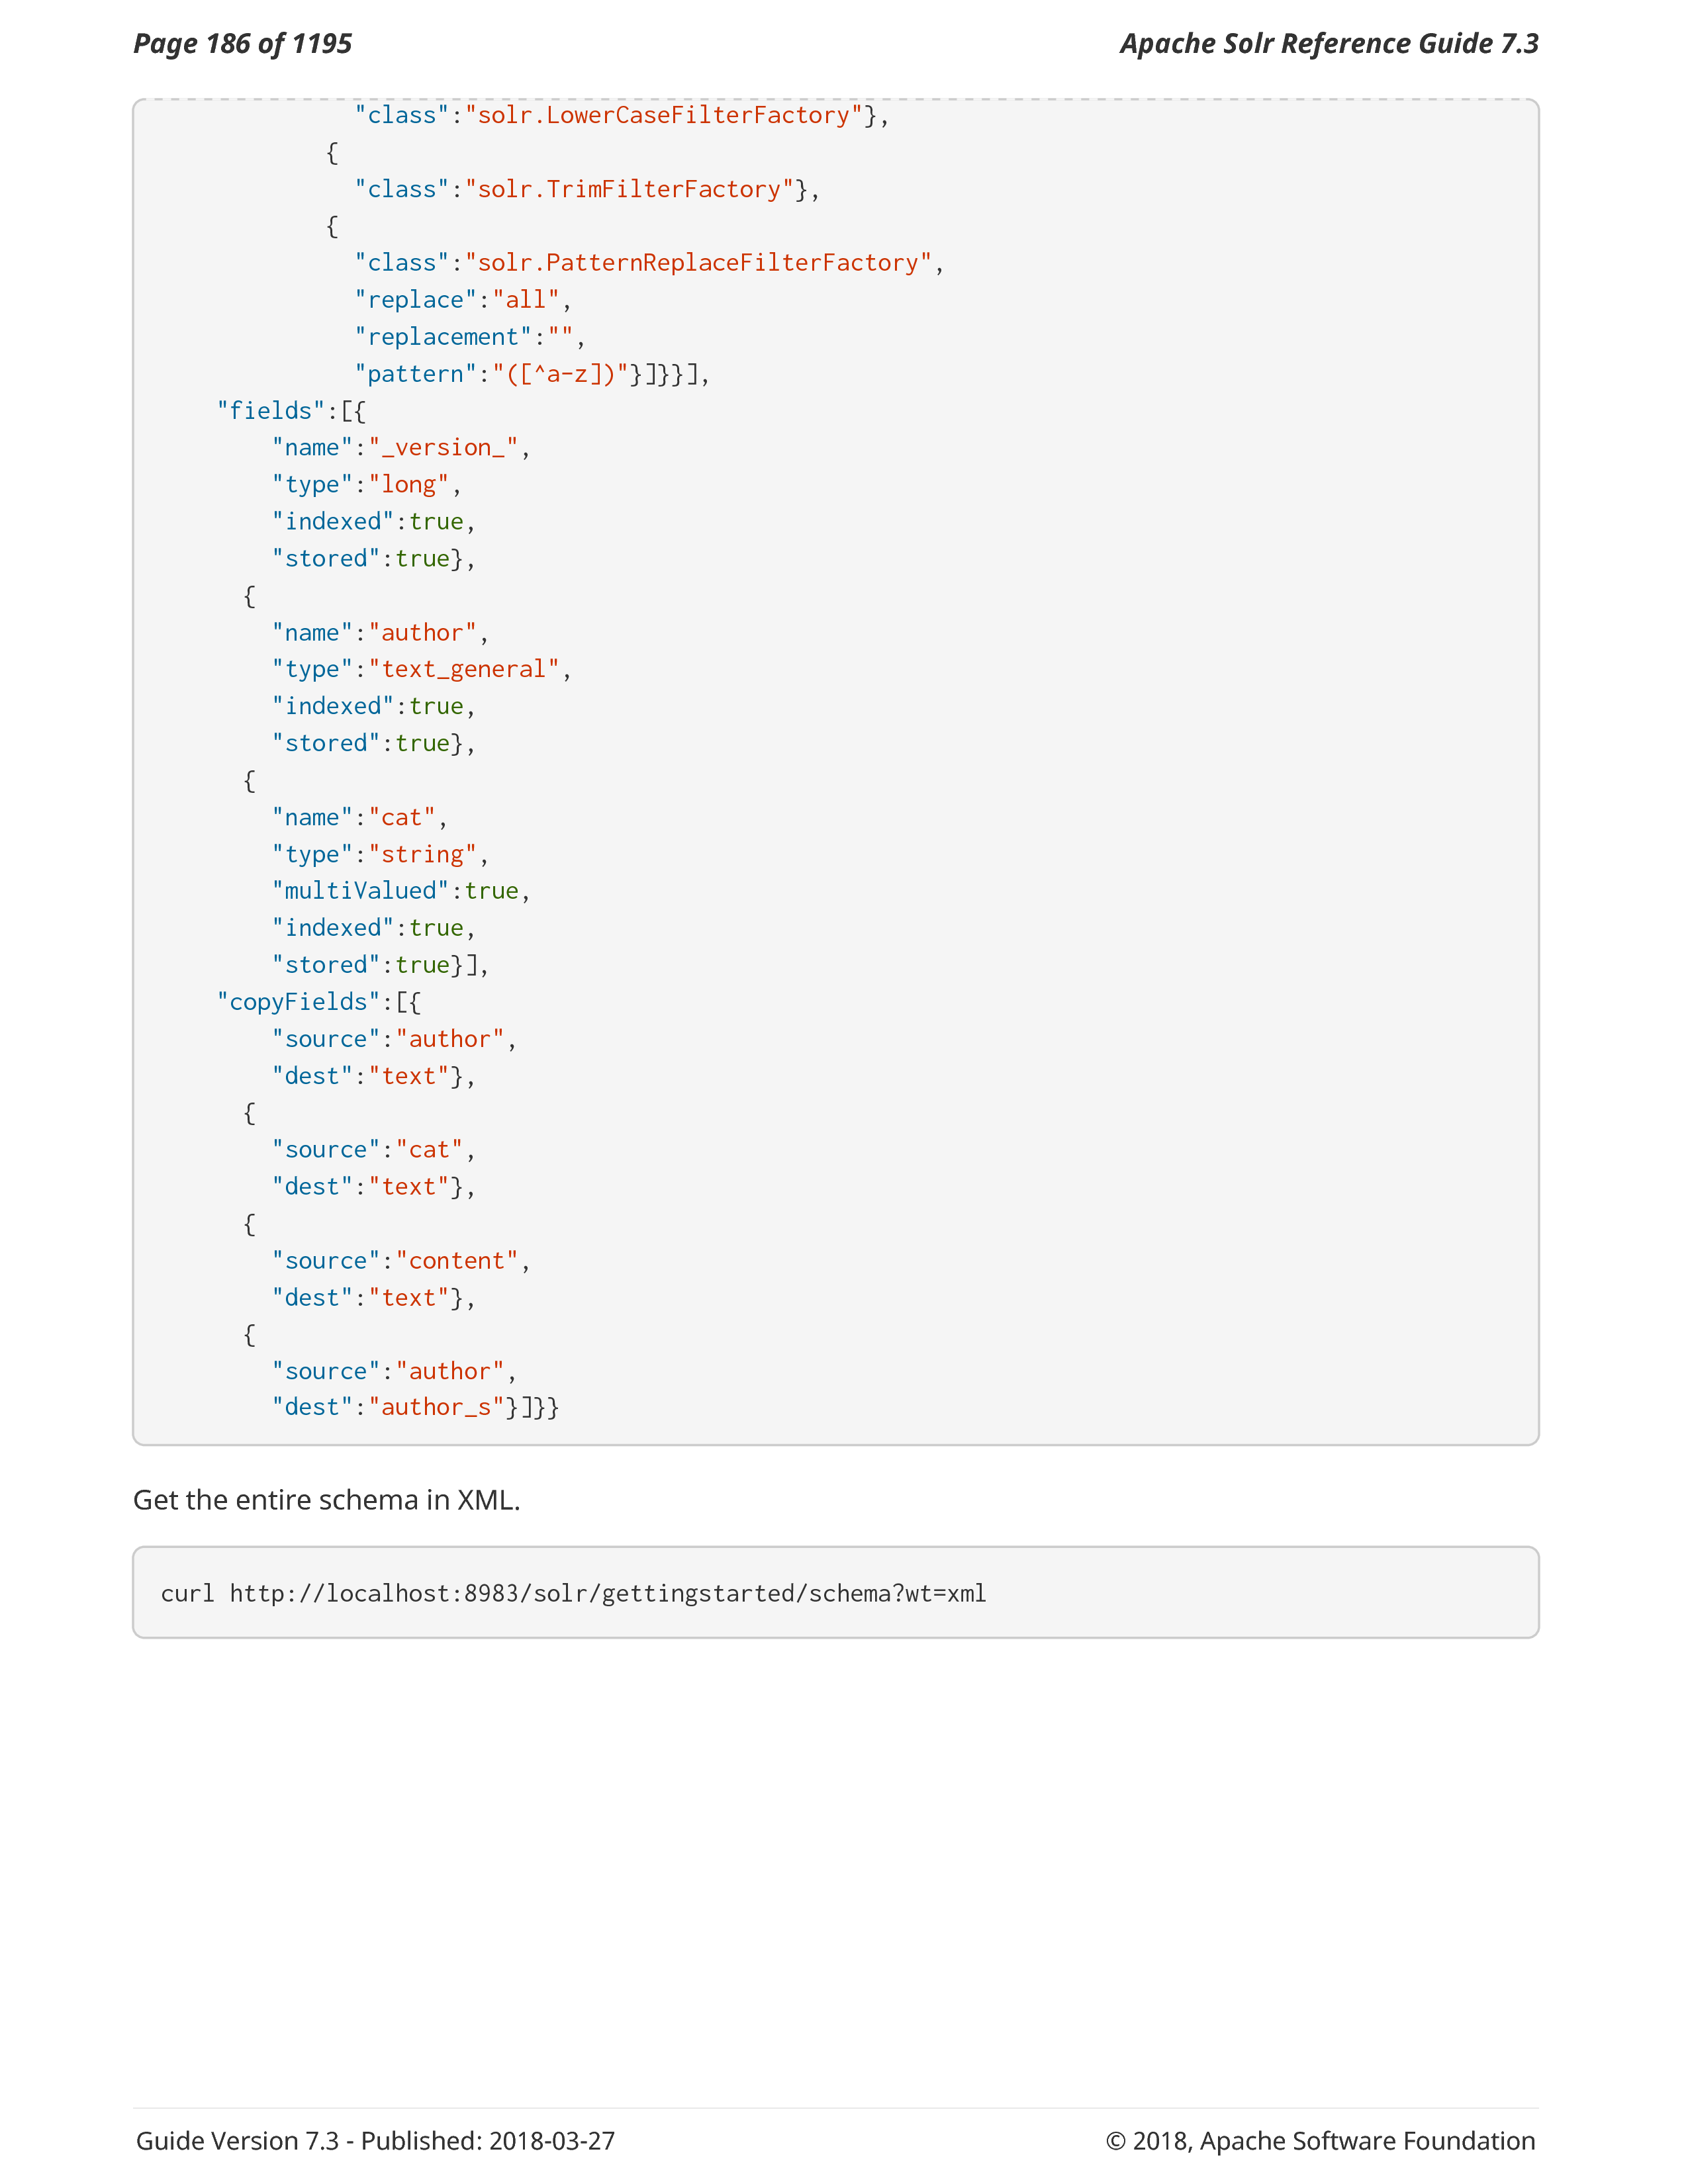 Page 186 of 1195
Apache Solr Reference Guide 7.3
"class":"solr.LowerCaseFilterFactory"},
{
"class":"solr.TrimFilterFactory"},
{
"class":"solr.PatternReplaceFilterFactory",
"replace":"all",
"replacement":"",
"pattern":"([^a-z])"}]}}],
"fields":[{
"name":"_version_",
"type":"long",
"indexed":true,
"stored":true},
{
"name":"author",
"type":"text_general",
"indexed":true,
"stored":true},
{
"name":"cat",
"type":"string",
"multiValued":true,
"indexed":true,
"stored":true}],
"copyFields":[{
"source":"author",
"dest":"text"},
{
"source":"cat",
"dest":"text"},
{
"source":"content",
"dest":"text"},
{
"source":"author",
"dest":"author_s"}]}}
Get the entire schema in XML.
curl http://localhost:8983/solr/gettingstarted/schema?wt=xml
Guide Version 7.3 - Published: 2018-03-27
© 2018, Apache Software Foundation